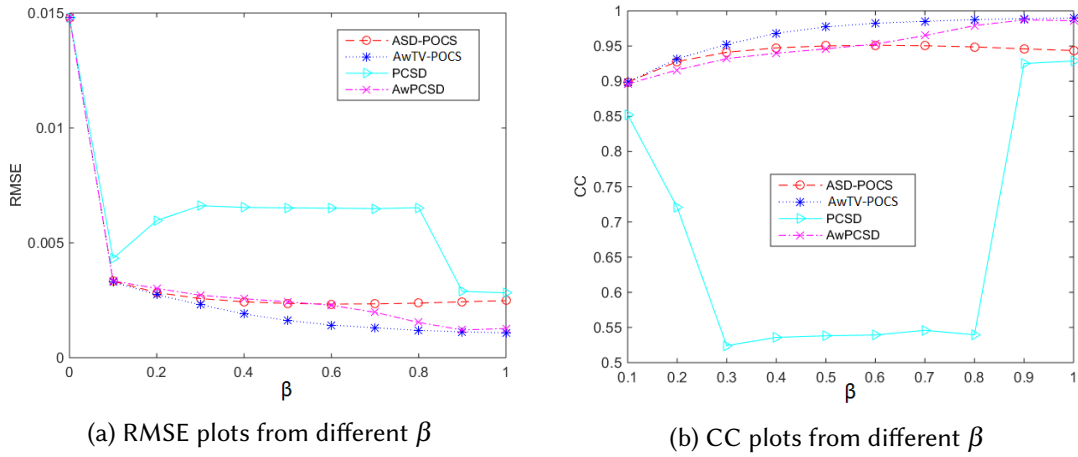 0.015
0.01
0.005
0
RMSE
0
0.2
0.4
0.6
0.8
1
β
ASD-POCS
AwTV-POCS
PCSD
AwPCSD
(a) RMSE plots from different β
1
0.95
0.9
0.85
0.8
0.75
0.7
0.65
0.6
0.55
0.5
CC
0.1
0.2
0.3
0.4
0.5
0.6
0.7
0.8
0.9
1
β
ASD-POCS
AwTV-POCS
PCSD
AwPCSD
(b) CC plots from different β